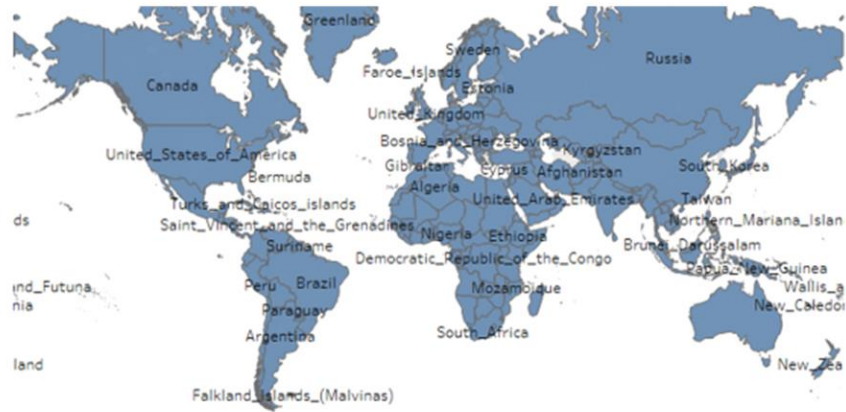 Greenland
Sweden
Russia
Faroe_Islands
Canada
Estonia
United_Kingdom
Bosnia_and_Herzegovina
Kyrgyzstan
United_States_of_America
Gibraltar
Cyprus
Afghanistan
South_Korea
Bermuda
Algeria
Turks_and_Caicos_islands
United_Arab_Emirates
Taiwan
ds
Saint_Vincent_and_the_Grenadines
Northern_Mariana_Islan
Nigeria
Ethiopia
Suriname
Brunei_Darussalam
Democratic_Republic_of_the_Congo
Papua_New_Guinea
nd_Futuna
Peru
Brazil
Mozambique
Wallis_a
nia
Paraguay
New_Caledo
South_Africa
Argentina
land
New_Zea
Falkland_Islands_(Malvinas)